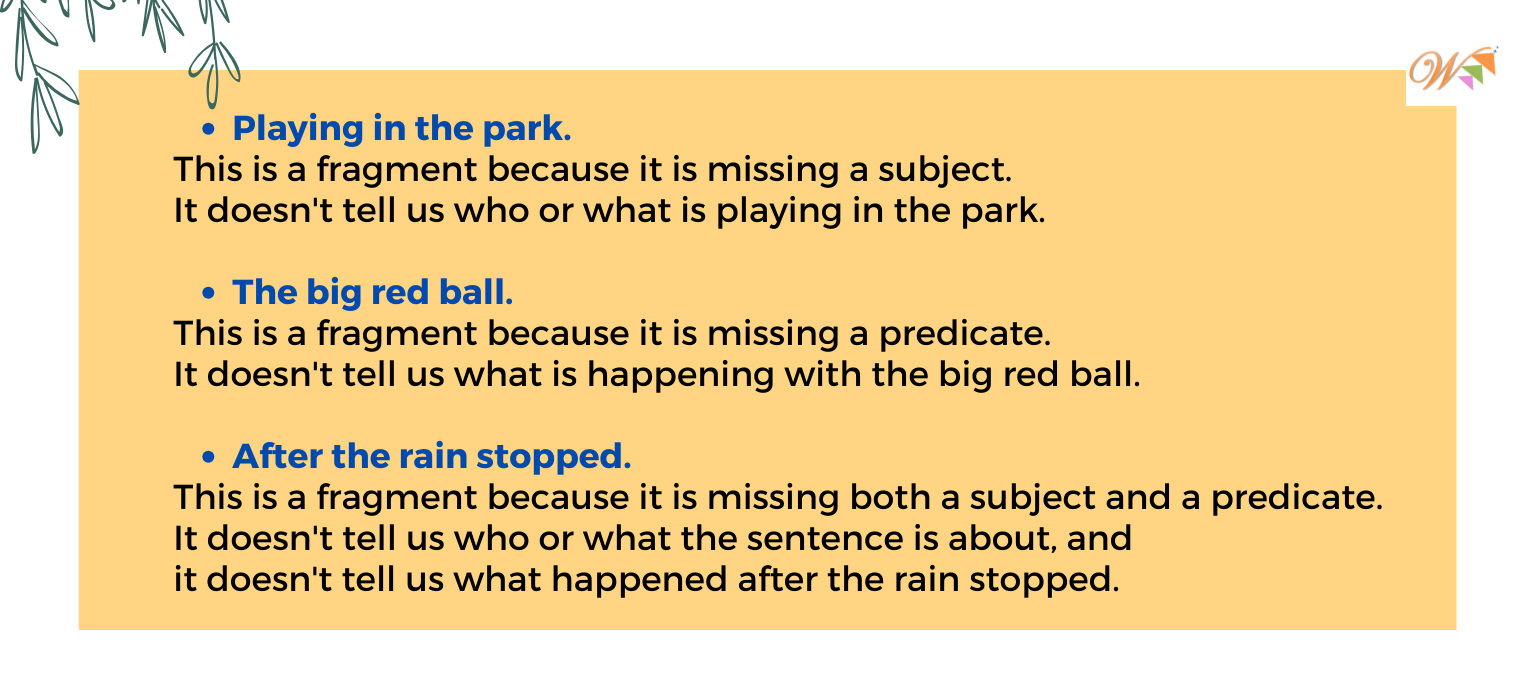 • Playing in the park.
This is a fragment because it is missing a subject.
It doesn't tell us who or what is playing in the park.
• The big red ball.
This is a fragment because it is missing a predicate.
It doesn't tell us what is happening with the big red ball.
• After the rain stopped.
This is a fragment because it is missing both a subject and a predicate.
It doesn't tell us who or what the sentence is about, and
it doesn't tell us what happened after the rain stopped.
W